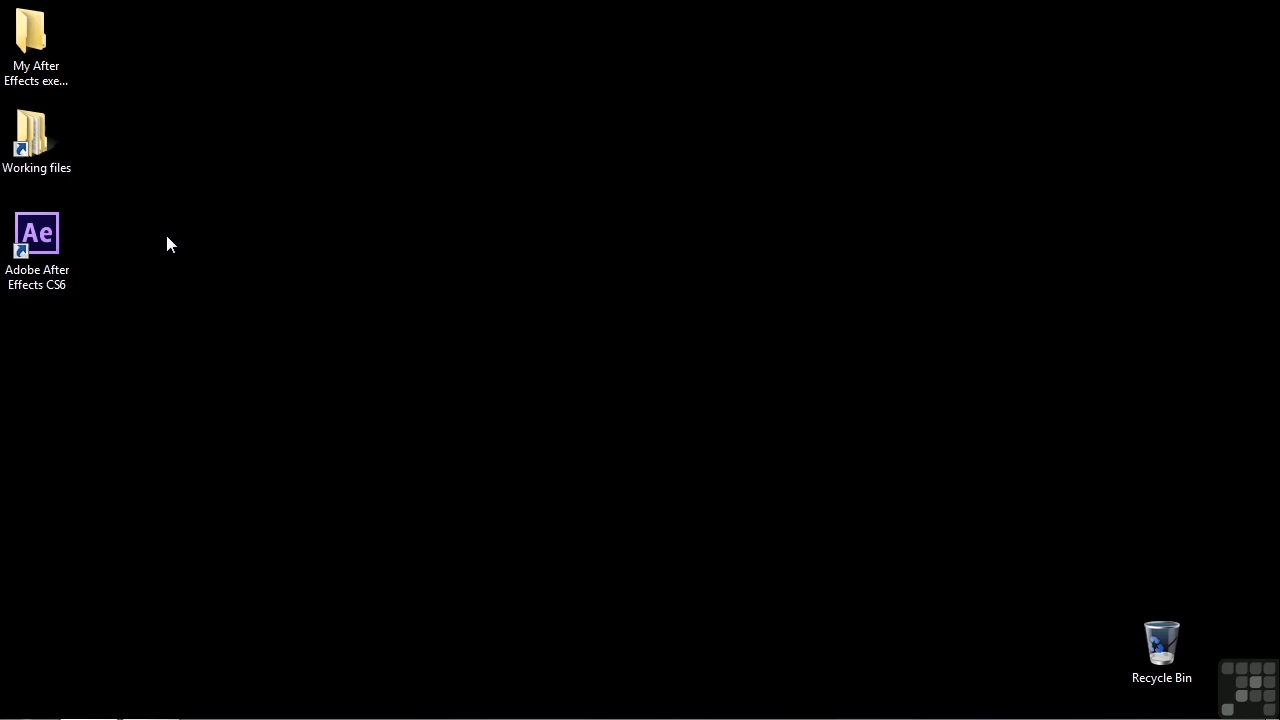 My After
Effects exe...
Working files
Ae
Adobe After
Effects CS6
Recycle Bin